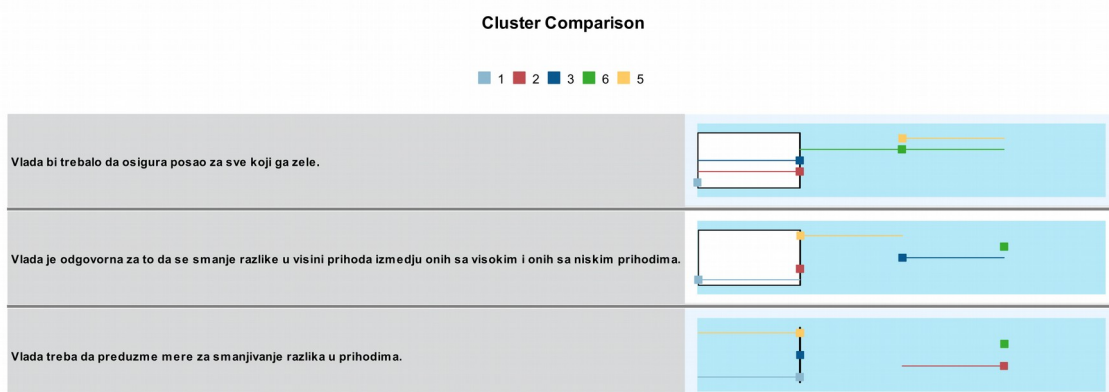 Cluster Comparison
1 2 3 6 5
Vlada bi trebalo da osigura posao za sve koji ga zele.
Vlada je odgovorna za to da se smanje razlike u visini prihoda izmedju onih sa visokim i onih sa niskim prihodima.
Vlada treba da preduzme mere za smanjivanje razlika u prihodima.